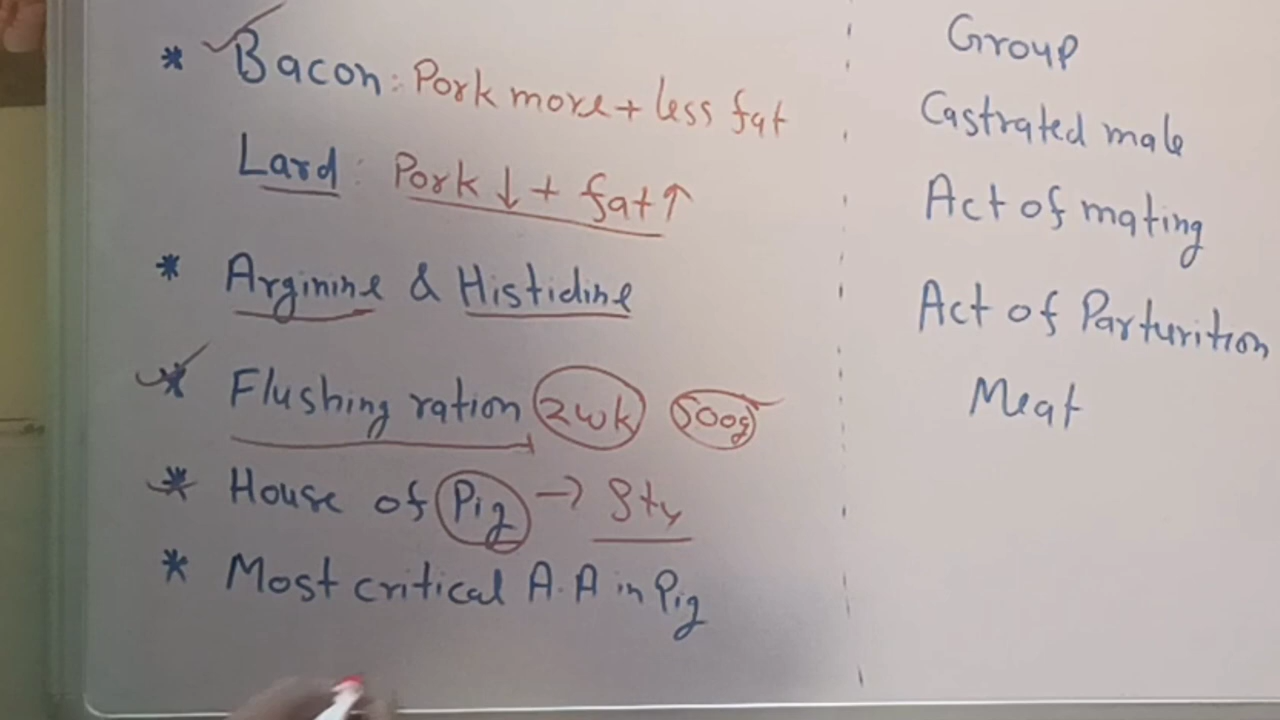 * Bacon: Pork more + less fat
Lard: Pork ↓ + fat ↑
* Arginine & Histidine
* Flushing ration 2wk 500g
* House of Pig → Sty
* Most critical A.A in Pig
Group
Castrated male
Act of mating
Act of Parturition
Meat